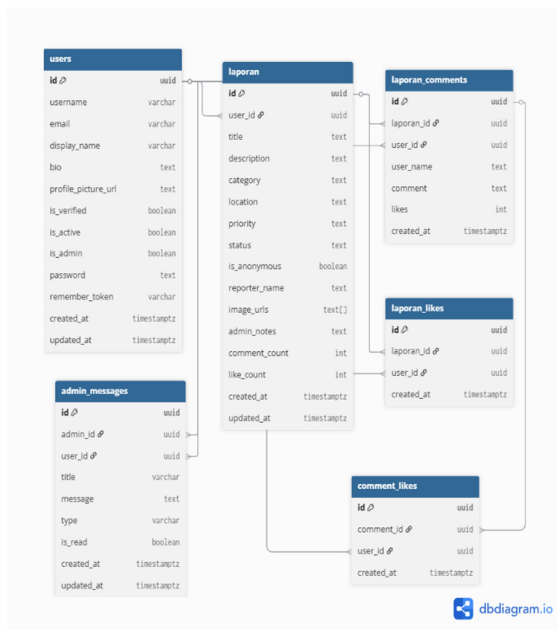 users
id uuid
username varchar
email varchar
display_name varchar
bio text
profile_picture_url text
is_verified boolean
is_active boolean
is_admin boolean
password text
remember_token varchar
created_at timestamptz
updated_at timestamptz
laporan
id uuid
user_id uuid
title text
description text
category text
location text
priority text
status text
is_anonymous boolean
reporter_name text
image_urls text[]
admin_notes text
comment_count int
like_count int
created_at timestamptz
updated_at timestamptz
laporan_comments
id uuid
laporan_id uuid
user_id uuid
user_name text
comment text
likes int
created_at timestamptz
laporan_likes
id uuid
laporan_id uuid
user_id uuid
created_at timestamptz
admin_messages
id uuid
admin_id uuid
user_id uuid
title varchar
message text
type varchar
is_read boolean
created_at timestamptz
updated_at timestamptz
comment_likes
id uuid
comment_id uuid
user_id uuid
created_at timestamptz
dbdiagram.io